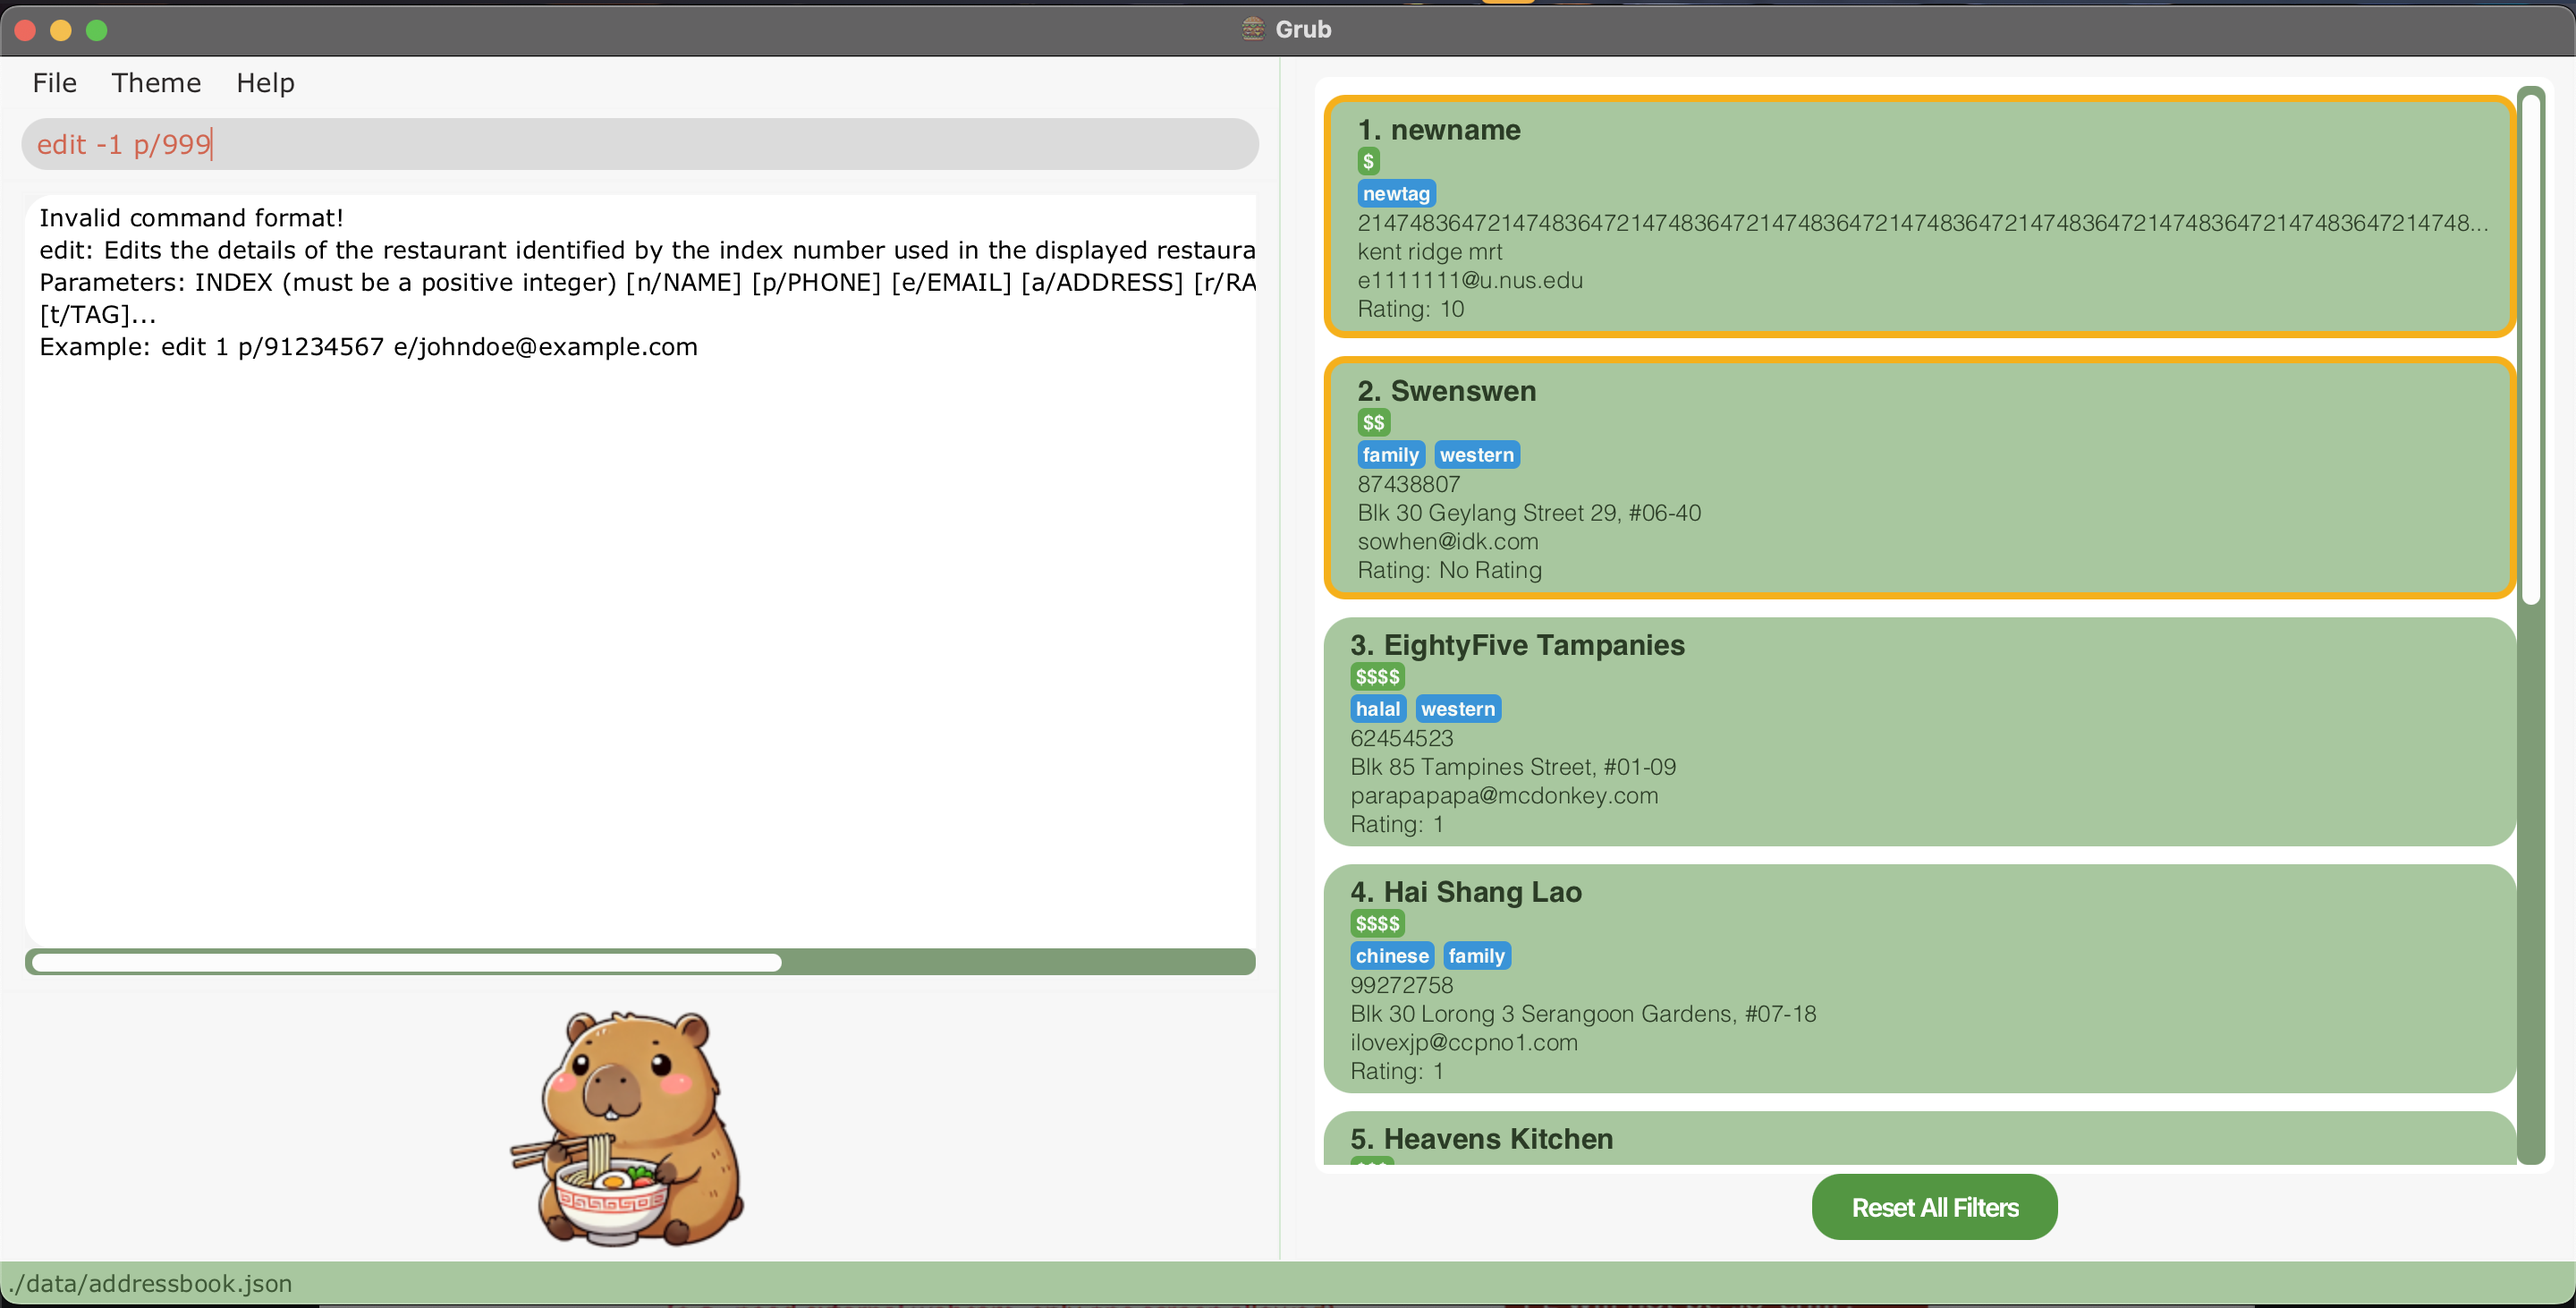 Grub
File Theme Help
edit -1 p/999
Invalid command format!
edit: Edits the details of the restaurant identified by the index number used in the displayed restaura
Parameters: INDEX (must be a positive integer) [n/NAME] [p/PHONE] [e/EMAIL] [a/ADDRESS] [r/RA
[t/TAG]...
Example: edit 1 p/91234567 e/johndoe@example.com
./data/addressbook.json
1. newname
$
newtag
2147483647214748364721474836472147483647214748364721474836472147483647214748364721474​8...
kent ridge mrt
e1111111@u.nus.edu
Rating: 10
2. Swenswen
$$
family western
87438807
Blk 30 Geylang Street 29, #06-40
sowhen@idk.com
Rating: No Rating
3. EightyFive Tampanies
$$$$
halal western
62454523
Blk 85 Tampines Street, #01-09
parapapapa@mcdonkey.com
Rating: 1
4. Hai Shang Lao
$$$$
chinese family
99272758
Blk 30 Lorong 3 Serangoon Gardens, #07-18
ilovexjp@ccpno1.com
Rating: 1
5. Heavens Kitchen
Reset All Filters